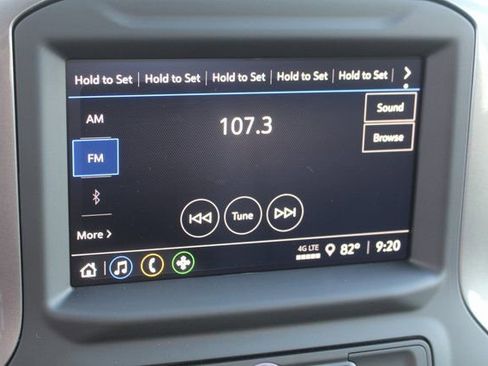 Hold to Set Hold to Set Hold to Set Hold to Set Hold to Set
AM
107.3
Sound
FM
Browse
Tune
More
4G LTE
82° 9:20